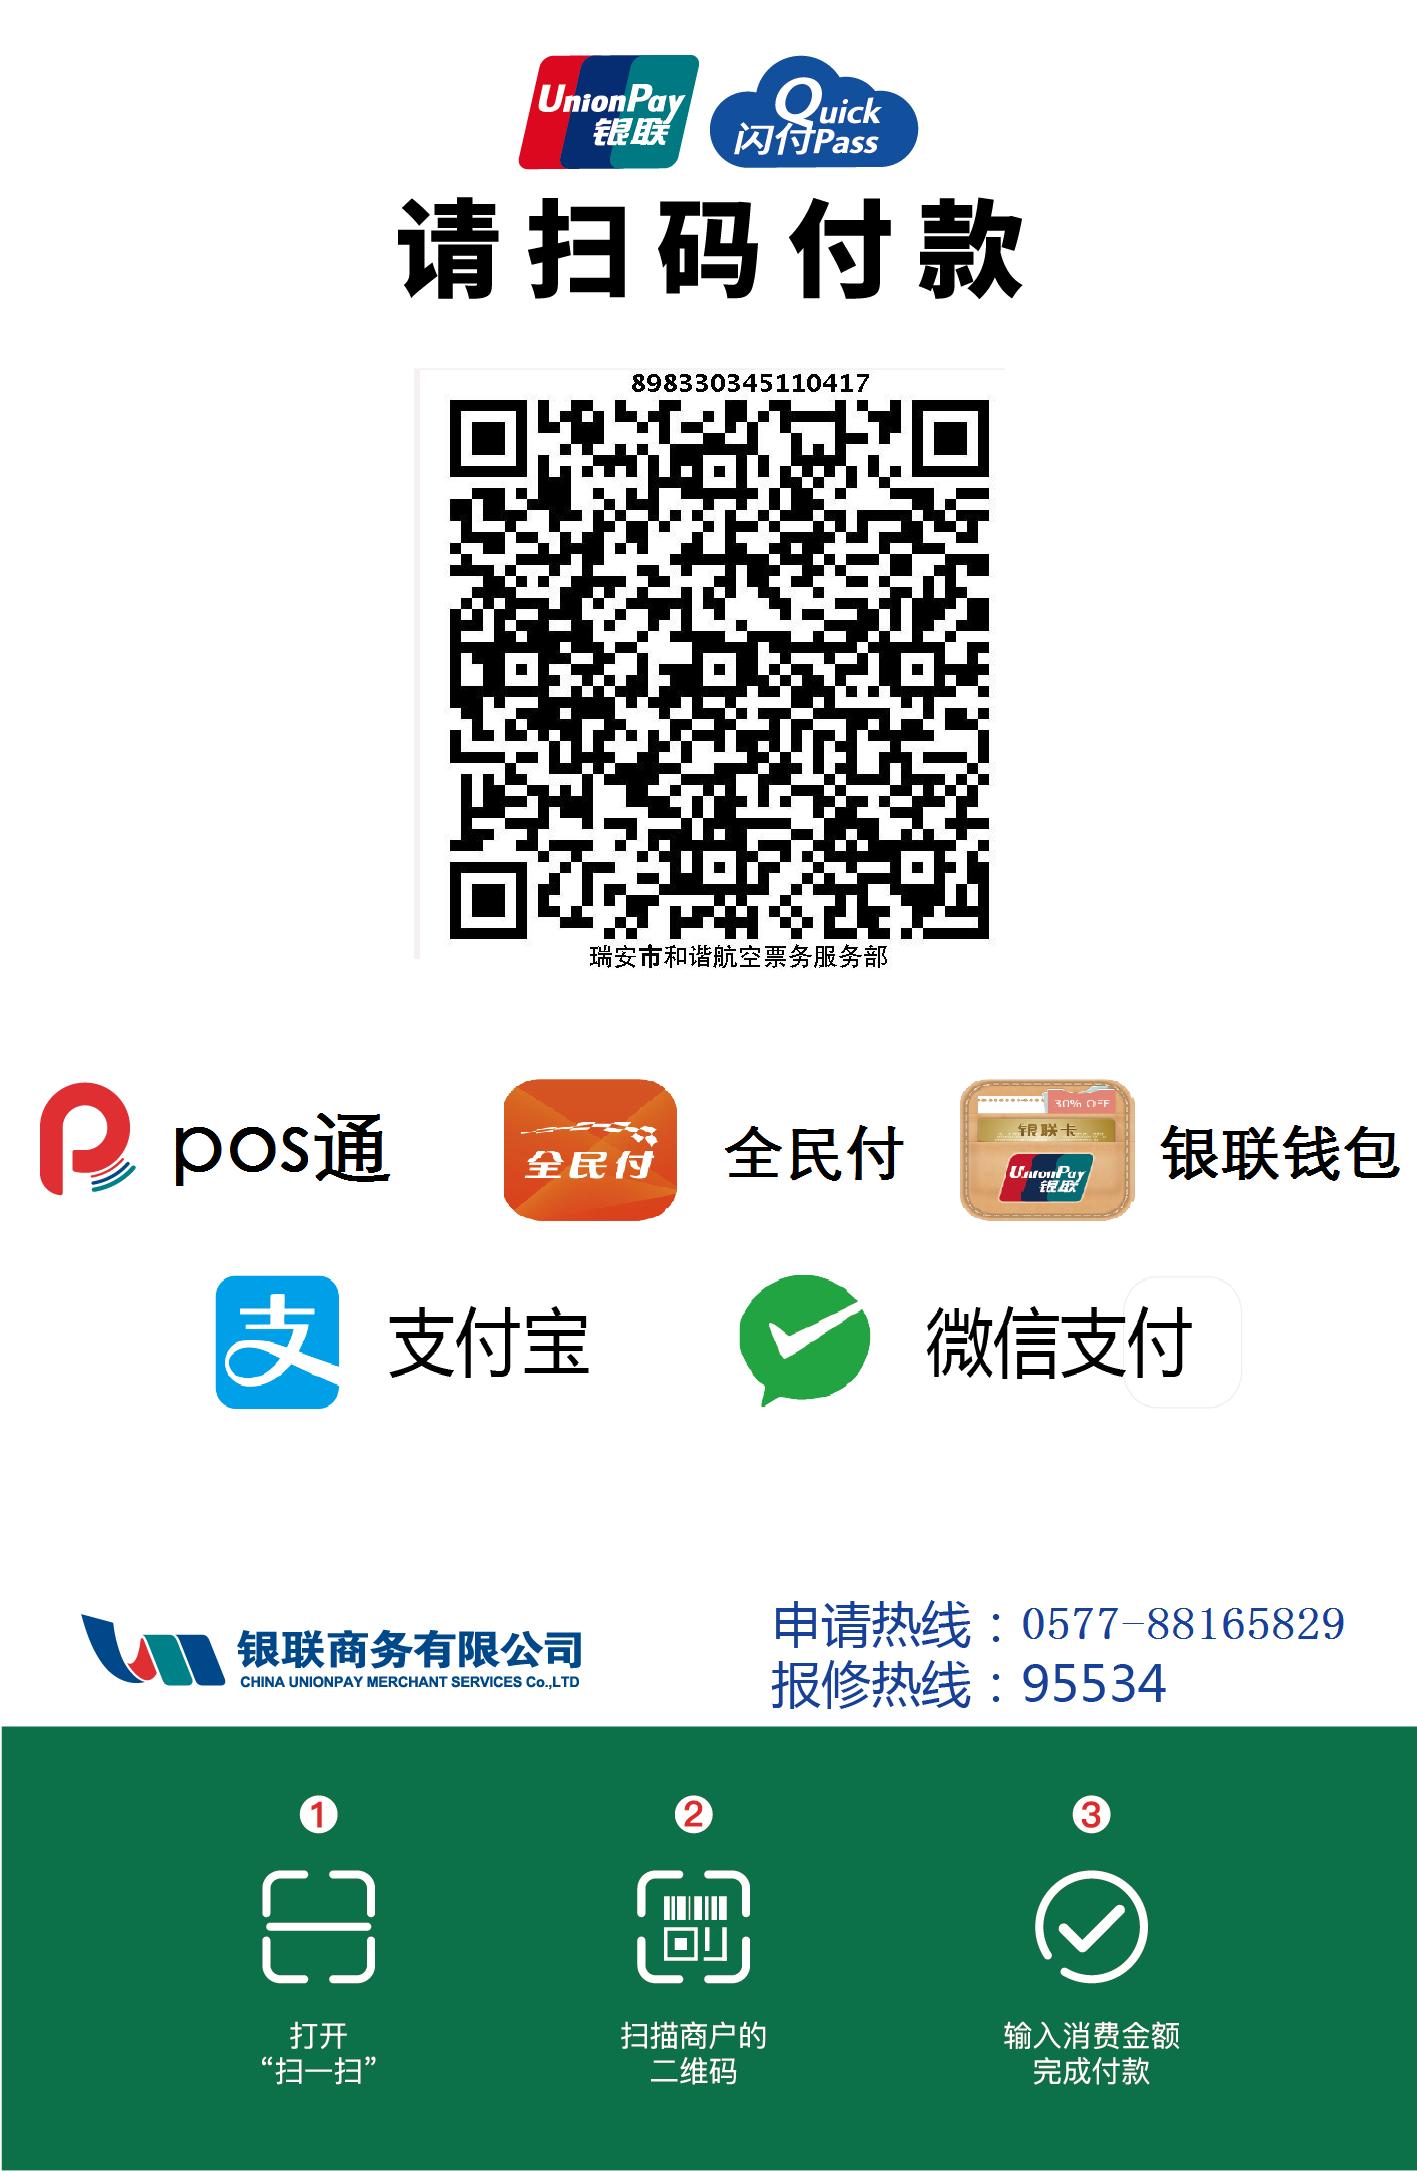 UnionPay
银联
Quick
闪付Pass
请扫码付款
898330345110417
瑞安市和谐航空票务服务部
pos通
全民付
全民付
30% OFF
银联卡
UnionPay
银联
银联钱包
支
支付宝
微信支付
银联商务有限公司
CHINA UNIONPAY MERCHANT SERVICES Co.,LTD
申请热线：0577-88165829
报修热线：95534
1
2
3
打开
“扫一扫”
扫描商户的
二维码
输入消费金额
完成付款